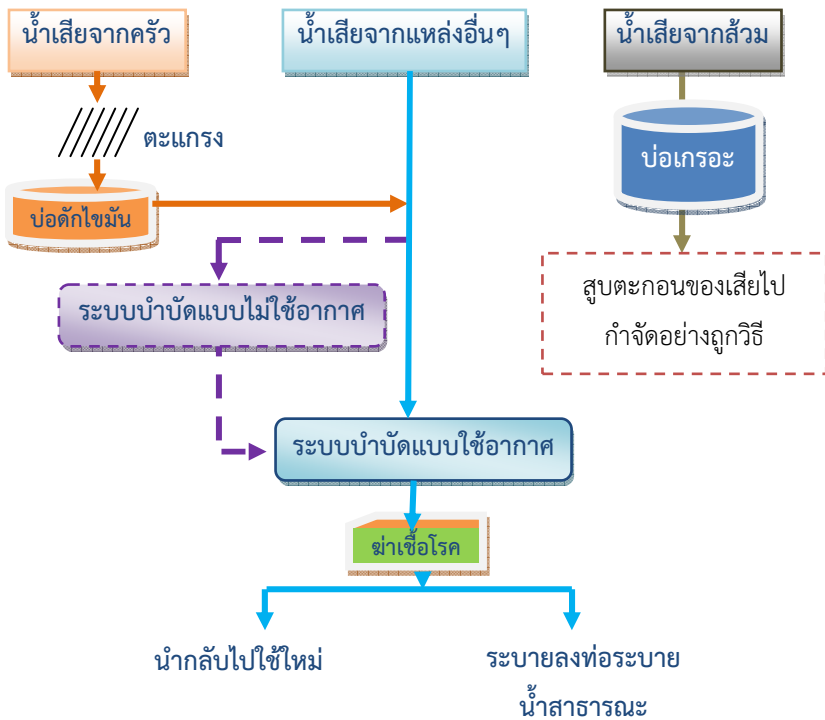 น้ำเสียจากครัว
น้ำเสียจากแหล่งอื่นๆ
น้ำเสียจากส้วม
ตะแกรง
บ่อเกรอะ
บ่อดักไขมัน
สูบตะกอนของเสียไป
กำจัดอย่างถูกวิธี
ระบบบำบัดแบบไม่ใช้อากาศ
ระบบบำบัดแบบใช้อากาศ
ฆ่าเชื้อโรค
นำกลับไปใช้ใหม่
ระบายลงท่อระบาย
น้ำสาธารณะ